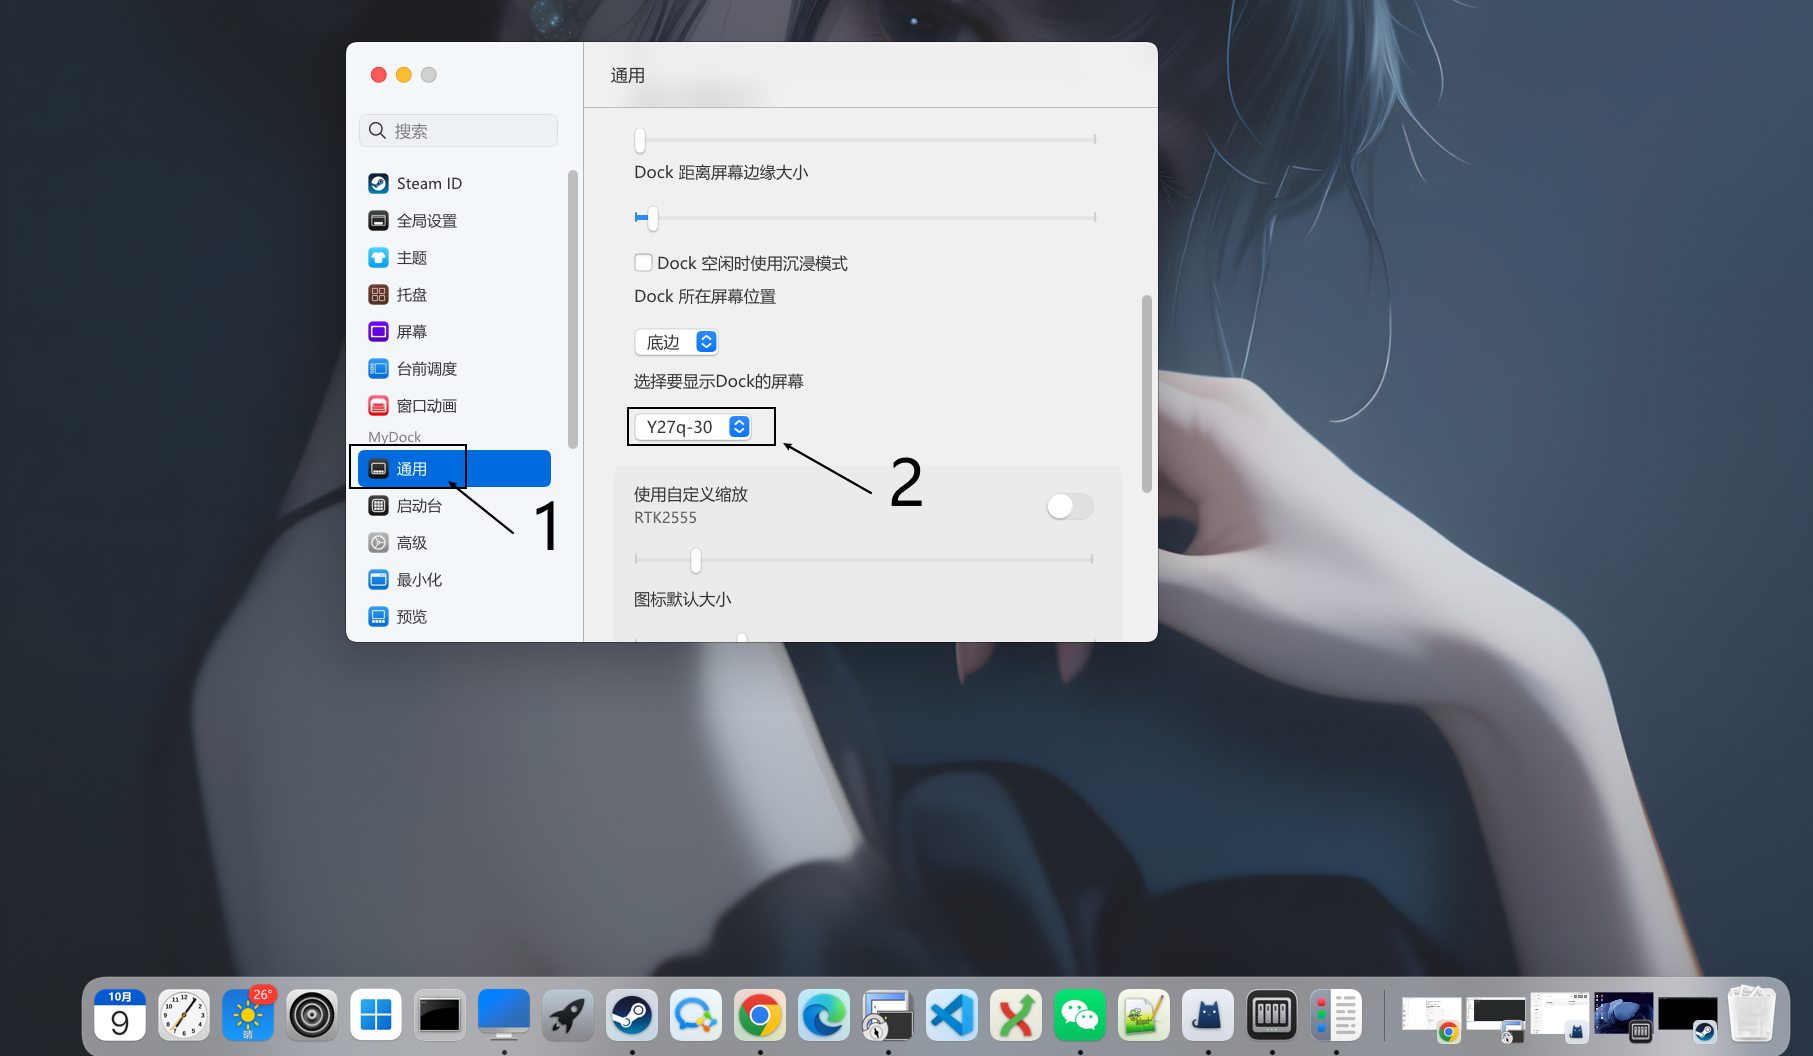 通用
搜索
Steam ID
全局设置
主题
托盘
屏幕
台前调度
窗口动画
MyDock
通用
启动台
高级
最小化
预览
Dock 距离屏幕边缘大小
Dock 空闲时使用沉浸模式
Dock 所在屏幕位置
底边
选择要显示Dock的屏幕
Y27q-30
使用自定义缩放
RTK2555
图标默认大小
1
2
10月
9
26°
晴